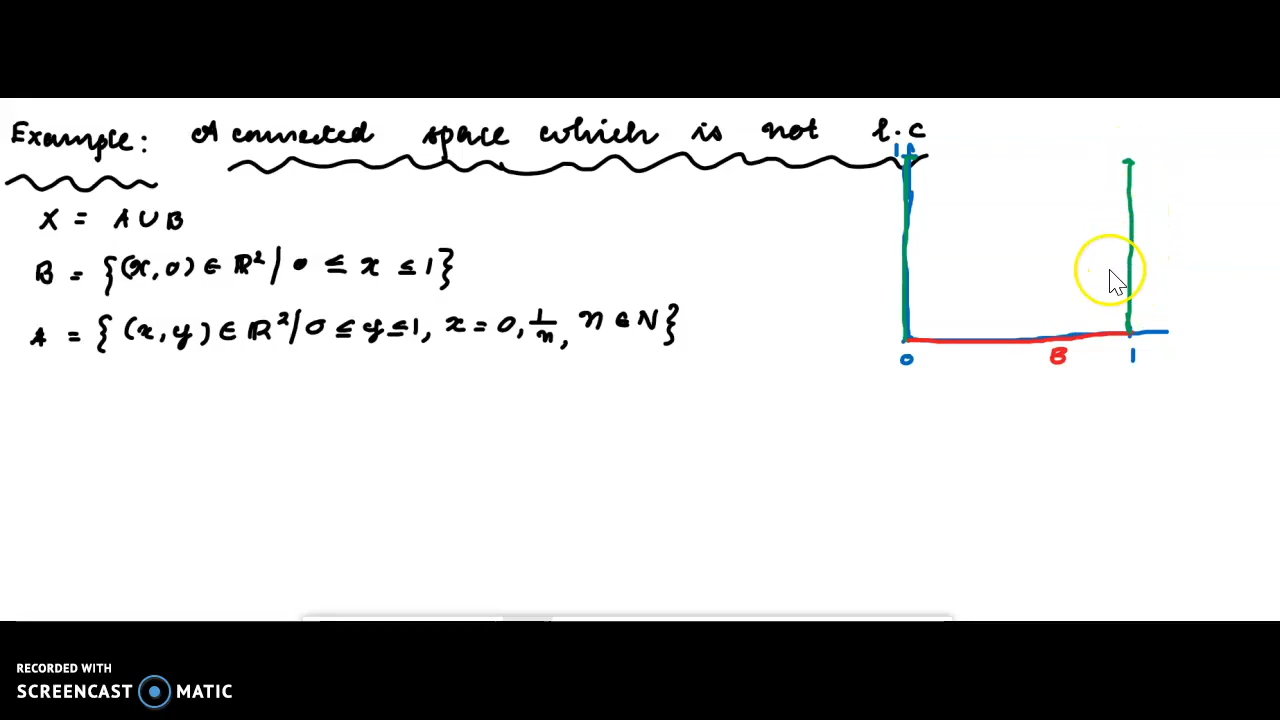 Example: A connected space which is not l.c
X = A ∪ B
B = {(x, 0) ∈ R² / 0 ≤ x ≤ 1}
A = {(x, y) ∈ R² / 0 ≤ y ≤ 1, x = 0, 1/n, n ∈ N}
1
B
0
1
RECORDED WITH
SCREENCAST MATIC